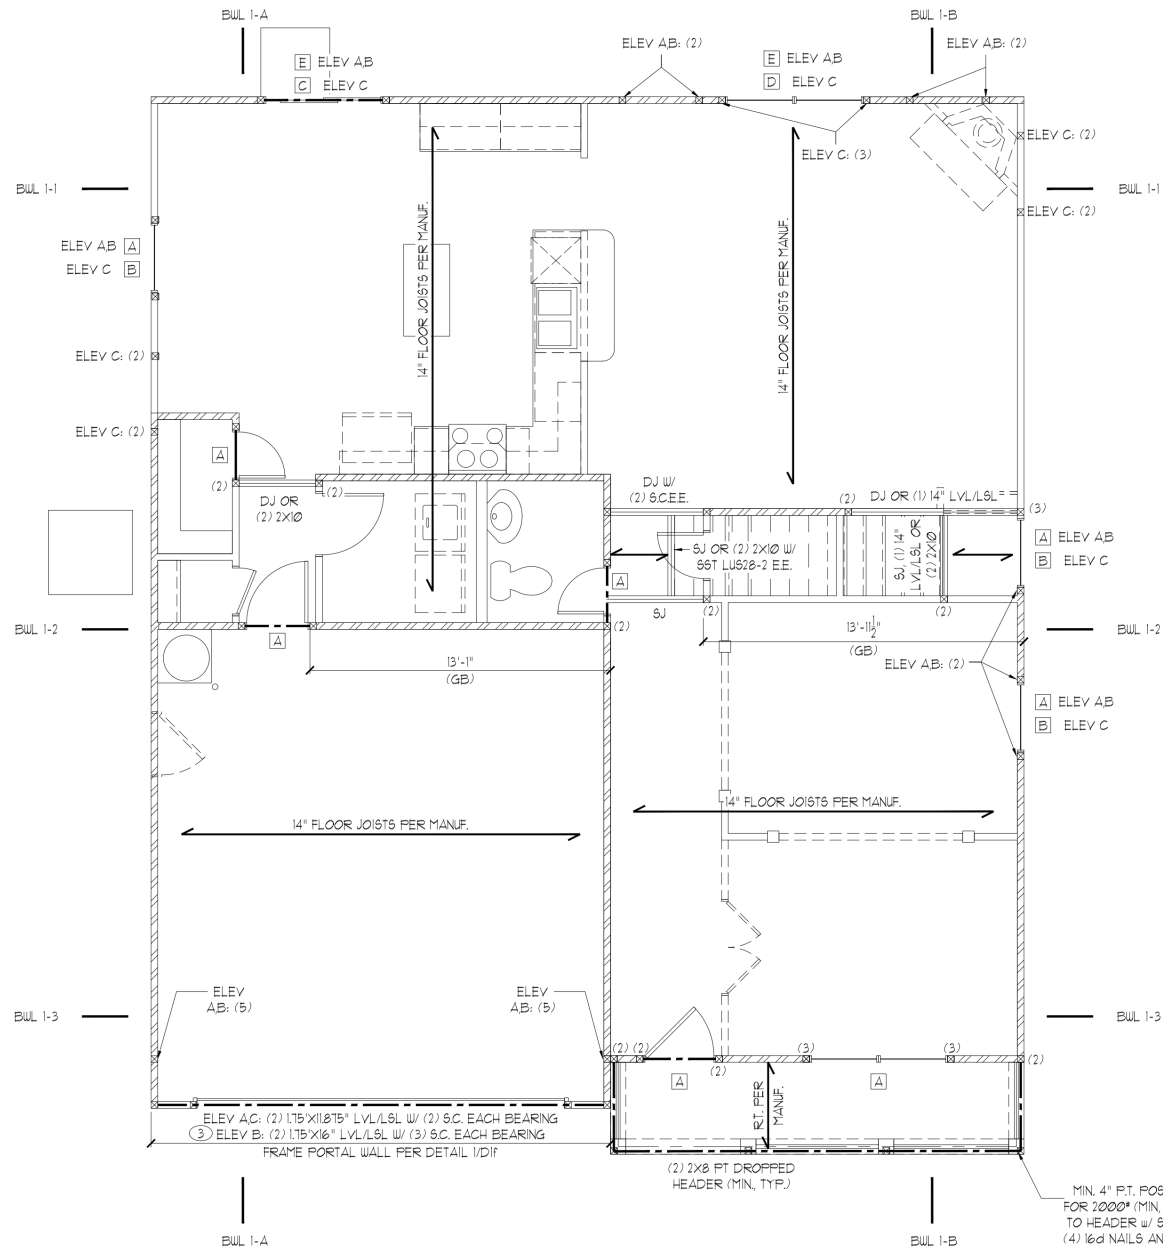 BWL 1-A
BWL 1-B
E ELEV A,B
C ELEV C
ELEV A,B: (2)
E ELEV A,B
D ELEV C
ELEV A,B: (2)
ELEV C: (2)
ELEV C: (3)
BWL 1-1
BWL 1-1
ELEV C: (2)
14" FLOOR JOISTS PER MANUF.
14" FLOOR JOISTS PER MANUF.
ELEV A,B A
ELEV C B
ELEV C: (2)
ELEV C: (2)
A
(2)
(2)
DJ OR
(2) 2X10
DJ W/
(2) S.C.E.E.
(2)
DJ OR (1) 14" LVL/LSL
(3)
A ELEV A,B
B ELEV C
SJ OR (2) 2X10 W/
SST LUS28-2 E.E.
SJ, (1) 14"
LVL/LSL OR
(2) 2X10
A
SJ
(2)
(2)
(2)
BWL 1-2
A
BWL 1-2
13'-11 1/2"
(GB)
13'-1"
(GB)
ELEV A,B: (2)
A ELEV A,B
B ELEV C
14" FLOOR JOISTS PER MANUF.
14" FLOOR JOISTS PER MANUF.
ELEV
A,B: (5)
ELEV
A,B: (5)
BWL 1-3
BWL 1-3
(2) (2)
(2)
(3)
(3)
(2)
A
A
R.T. PER
MANUF.
ELEV A,C: (2) 1.75"X11.875" LVL/LSL W/ (2) S.C. EACH BEARING
3 ELEV B: (2) 1.75"X16" LVL/LSL W/ (3) S.C. EACH BEARING
FRAME PORTAL WALL PER DETAIL 1/D1f
(2) 2X8 PT DROPPED
HEADER (MIN., TYP.)
MIN. 4" P.T. POS
FOR 2000# (MIN,
TO HEADER w/ S
(4) 16d NAILS AN
BWL 1-A
BWL 1-B